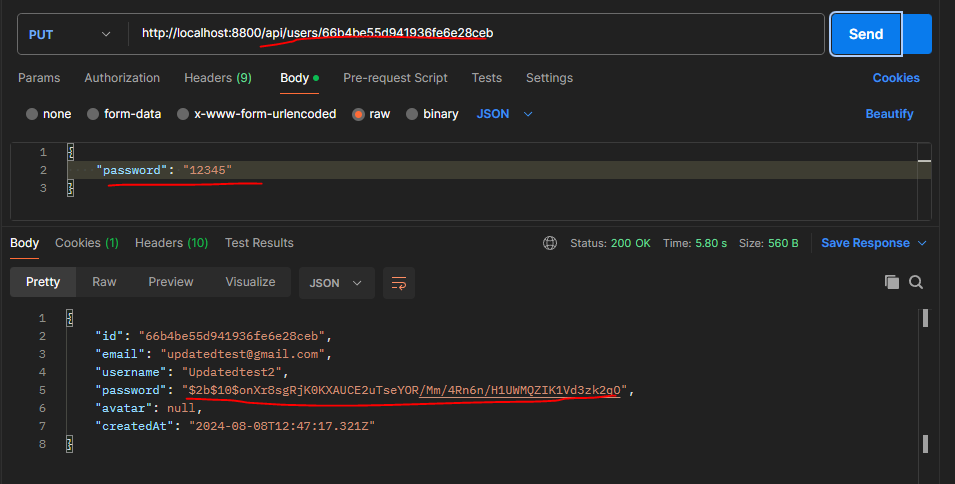 PUT http://localhost:8800/api/users/66b4be55d941936fe6e28ceb Send
Params Authorization Headers (9) Body Pre-request Script Tests Settings Cookies
none form-data x-www-form-urlencoded raw binary JSON Beautify
1 {
2 "password": "12345"
3 }
Body Cookies (1) Headers (10) Test Results Status: 200 OK Time: 5.80 s Size: 560 B Save Response
Pretty Raw Preview Visualize JSON
1 {
2 "id": "66b4be55d941936fe6e28ceb",
3 "email": "updatedtest@gmail.com",
4 "username": "Updatedtest2",
5 "password": "$2b$10$onXr8sgRjK0KXAUCE2uTseYOR/Mm/4Rn6n/H1UWMQZIK1Vd3zk2qO",
6 "avatar": null,
7 "createdAt": "2024-08-08T12:47:17.321Z"
8 }